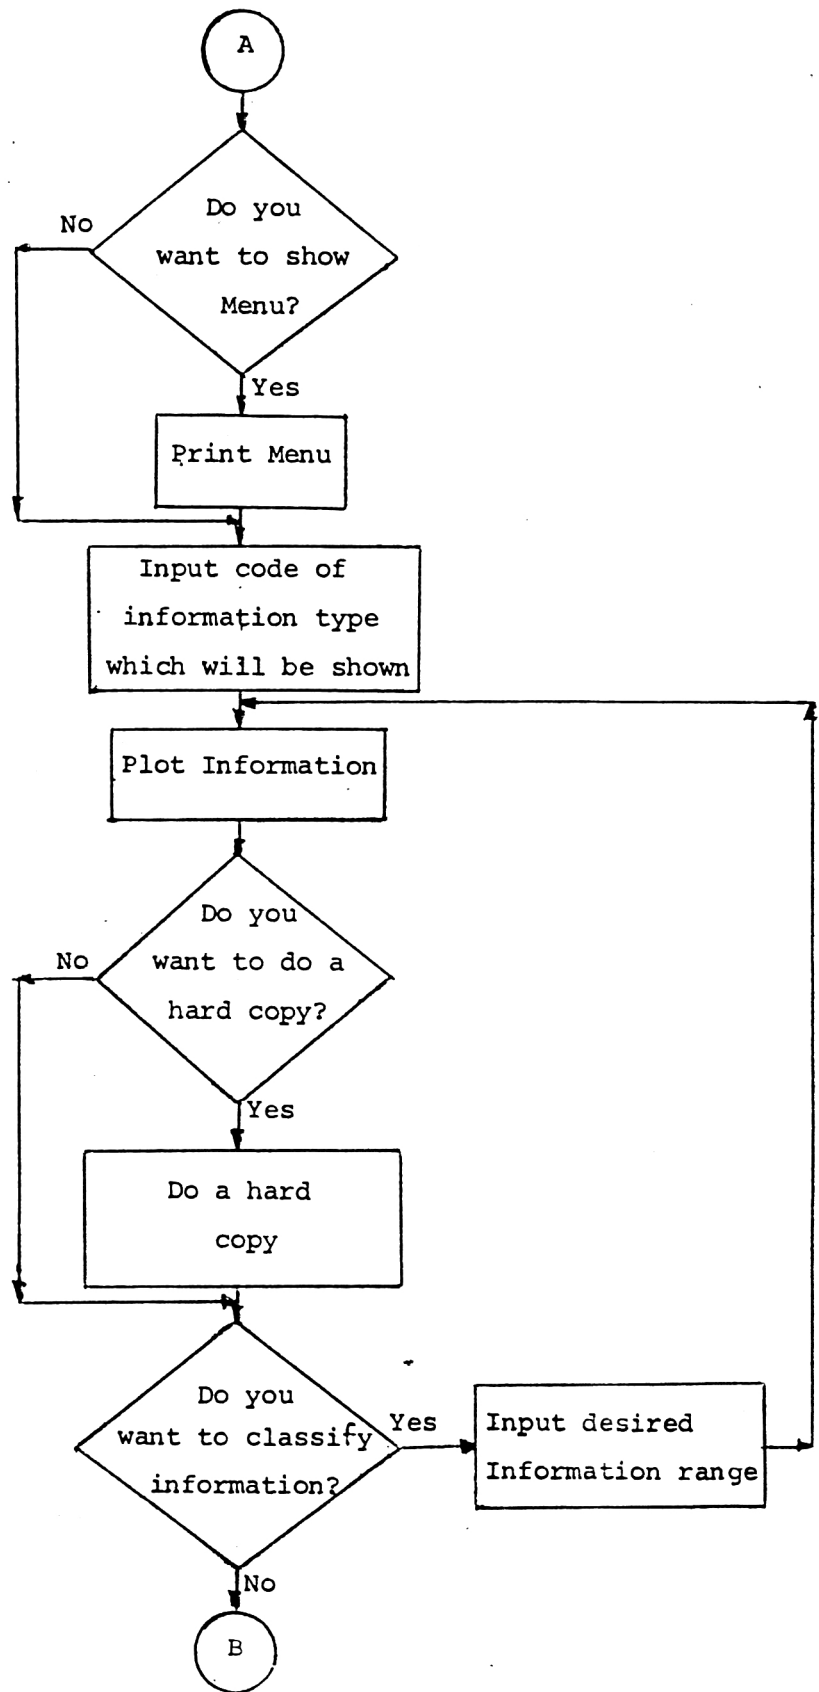 A
Do you
want to show
Menu?
No
Yes
Print Menu
Input code of
information type
which will be shown
Plot Information
Do you
want to do a
hard copy?
No
Yes
Do a hard
copy
Do you
want to classify
information?
Yes
Input desired
Information range
No
B